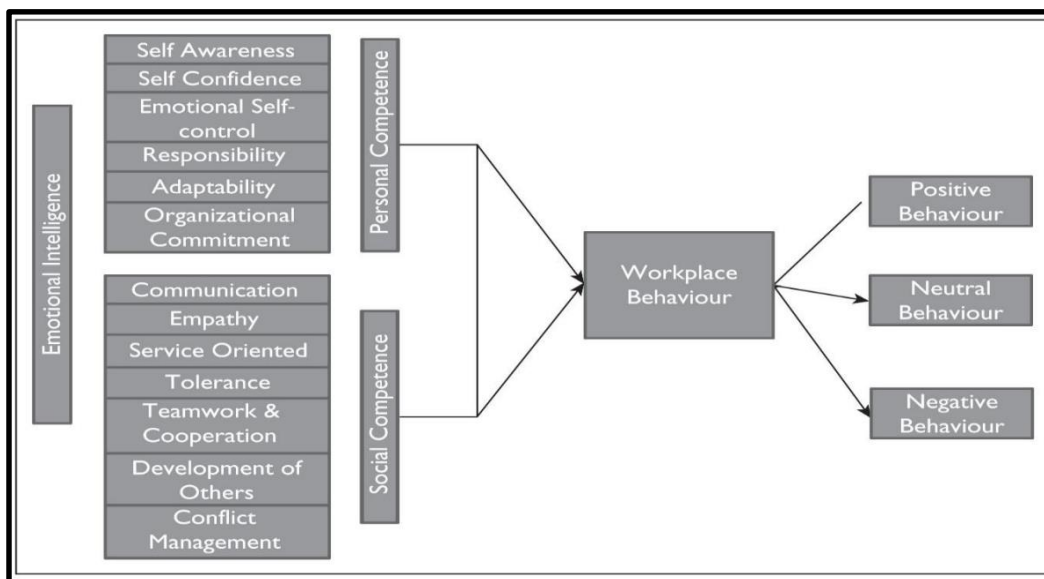 Emotional Intelligence
Self Awareness
Self Confidence
Emotional Self-
control
Responsibility
Adaptability
Organizational
Commitment
Personal Competence
Communication
Empathy
Service Oriented
Tolerance
Teamwork &
Cooperation
Development of
Others
Conflict
Management
Social Competence
Workplace
Behaviour
Positive
Behaviour
Neutral
Behaviour
Negative
Behaviour